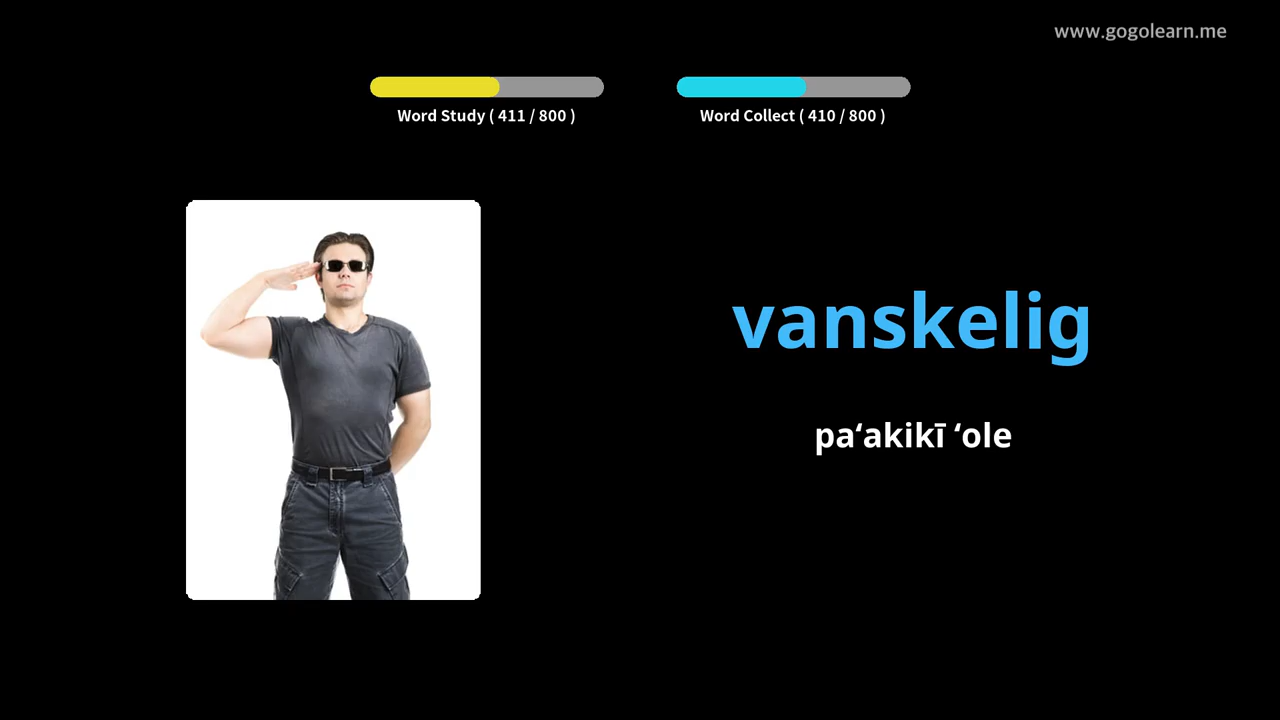 www.gogolearn.me
Word Study ( 411 / 800 )
Word Collect ( 410 / 800 )
vanskelig
paʻakikī ʻole